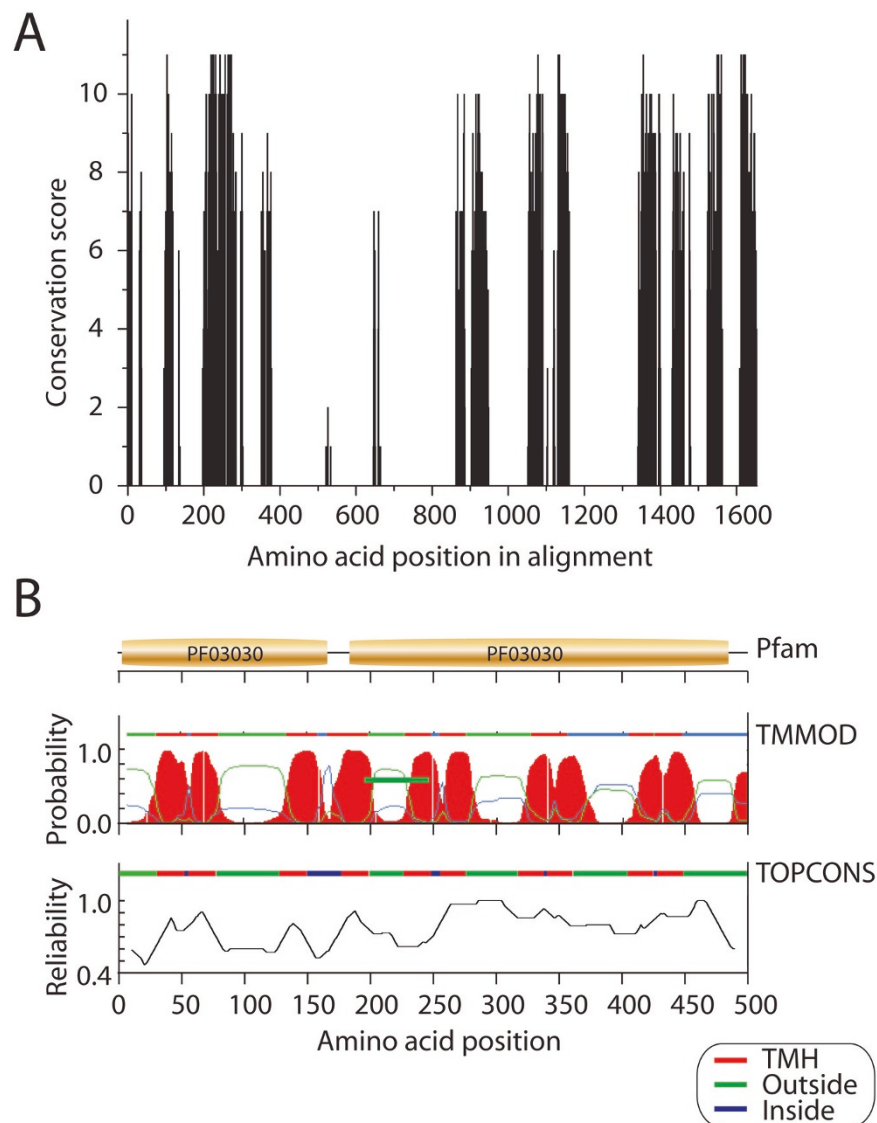 A
Conservation score
10
8
6
4
2
0
0 200 400 600 800 1000 1200 1400 1600
Amino acid position in alignment
B
PF03030 PF03030 Pfam
TMMOD
Probability
1.0
0.0
TOPCONS
Reliability
1.0
0.4
0 50 100 150 200 250 300 350 400 450 500
Amino acid position
TMH
Outside
Inside